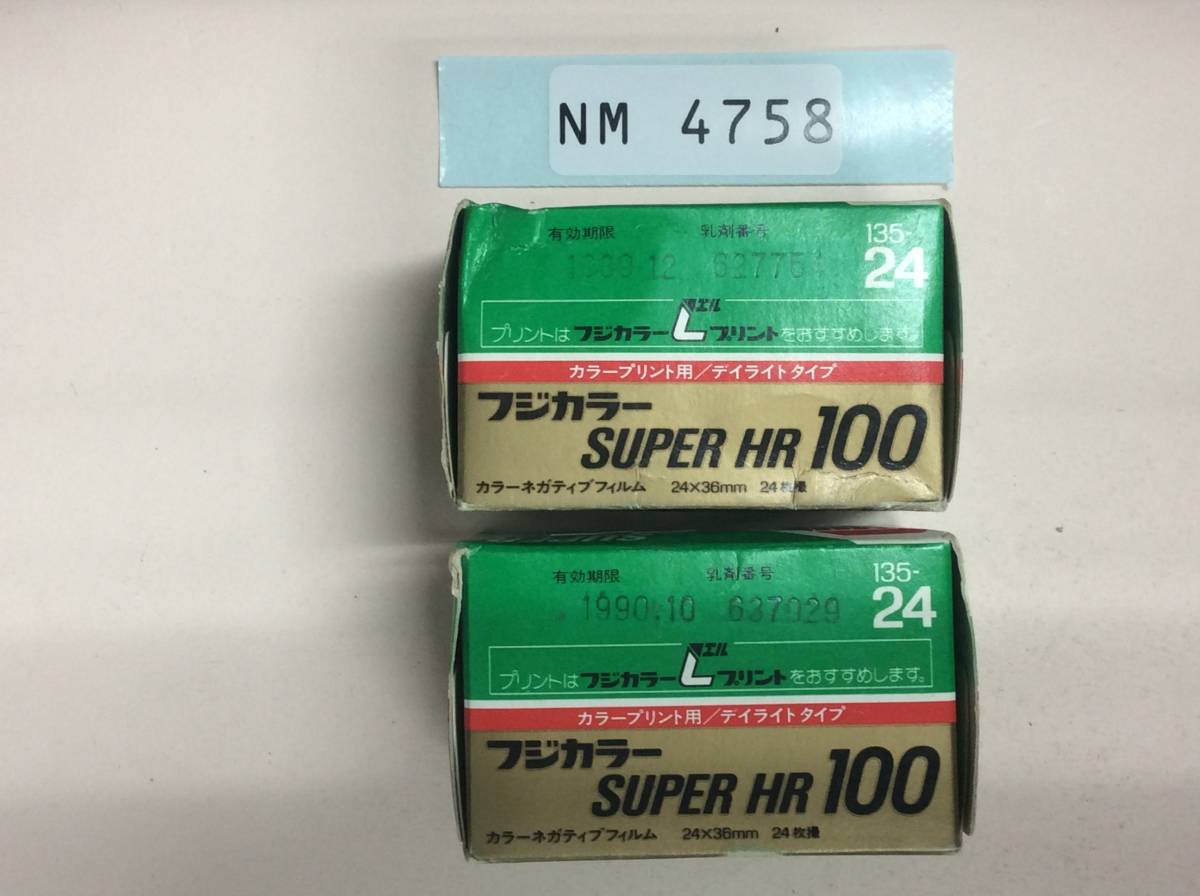 NM 4758
有効期限 乳剤番号 135-
24
プリントは フジカラー エル L プリント をおすすめします。
カラープリント用/デイライトタイプ
フジカラー
SUPER HR 100
カラーネガティブフィルム 24×36mm 24枚撮
有効期限 乳剤番号 135-
1990.10 637029 24
プリントは フジカラー エル L プリント をおすすめします。
カラープリント用/デイライトタイプ
フジカラー
SUPER HR 100
カラーネガティブフィルム 24×36mm 24枚撮